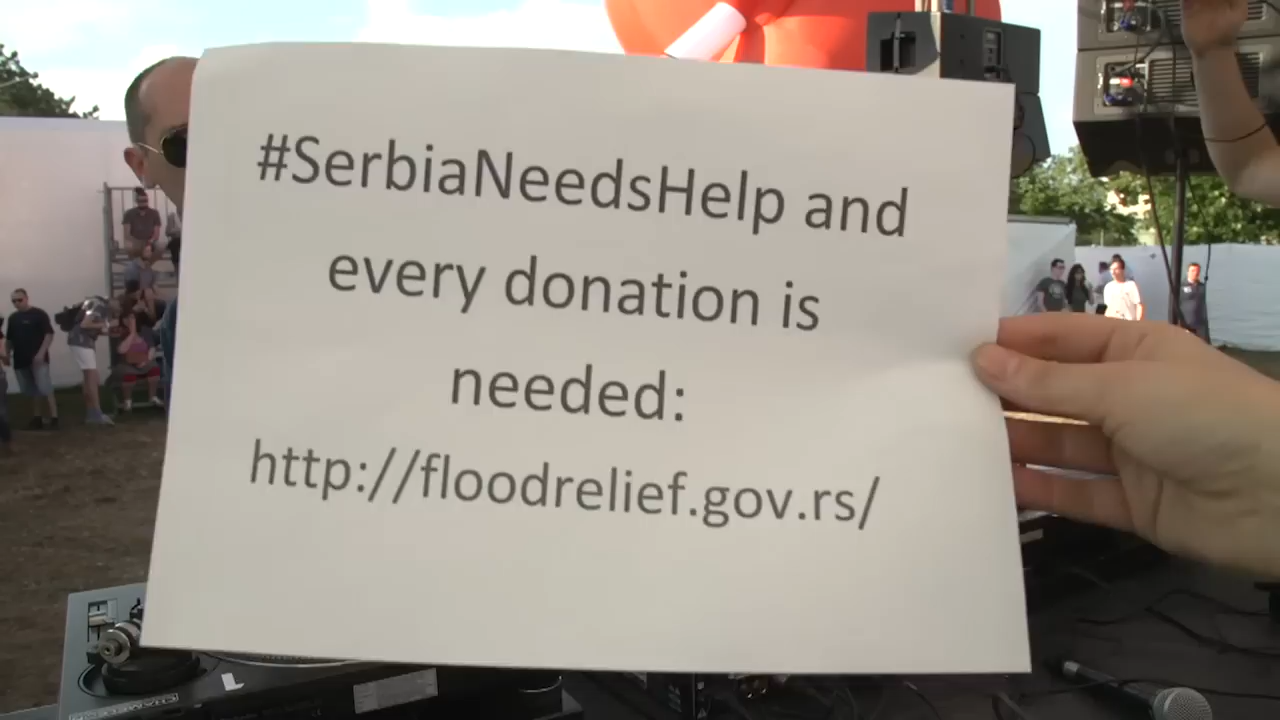 #SerbiaNeedsHelp and
every donation is
needed:
http://floodrelief.gov.rs/